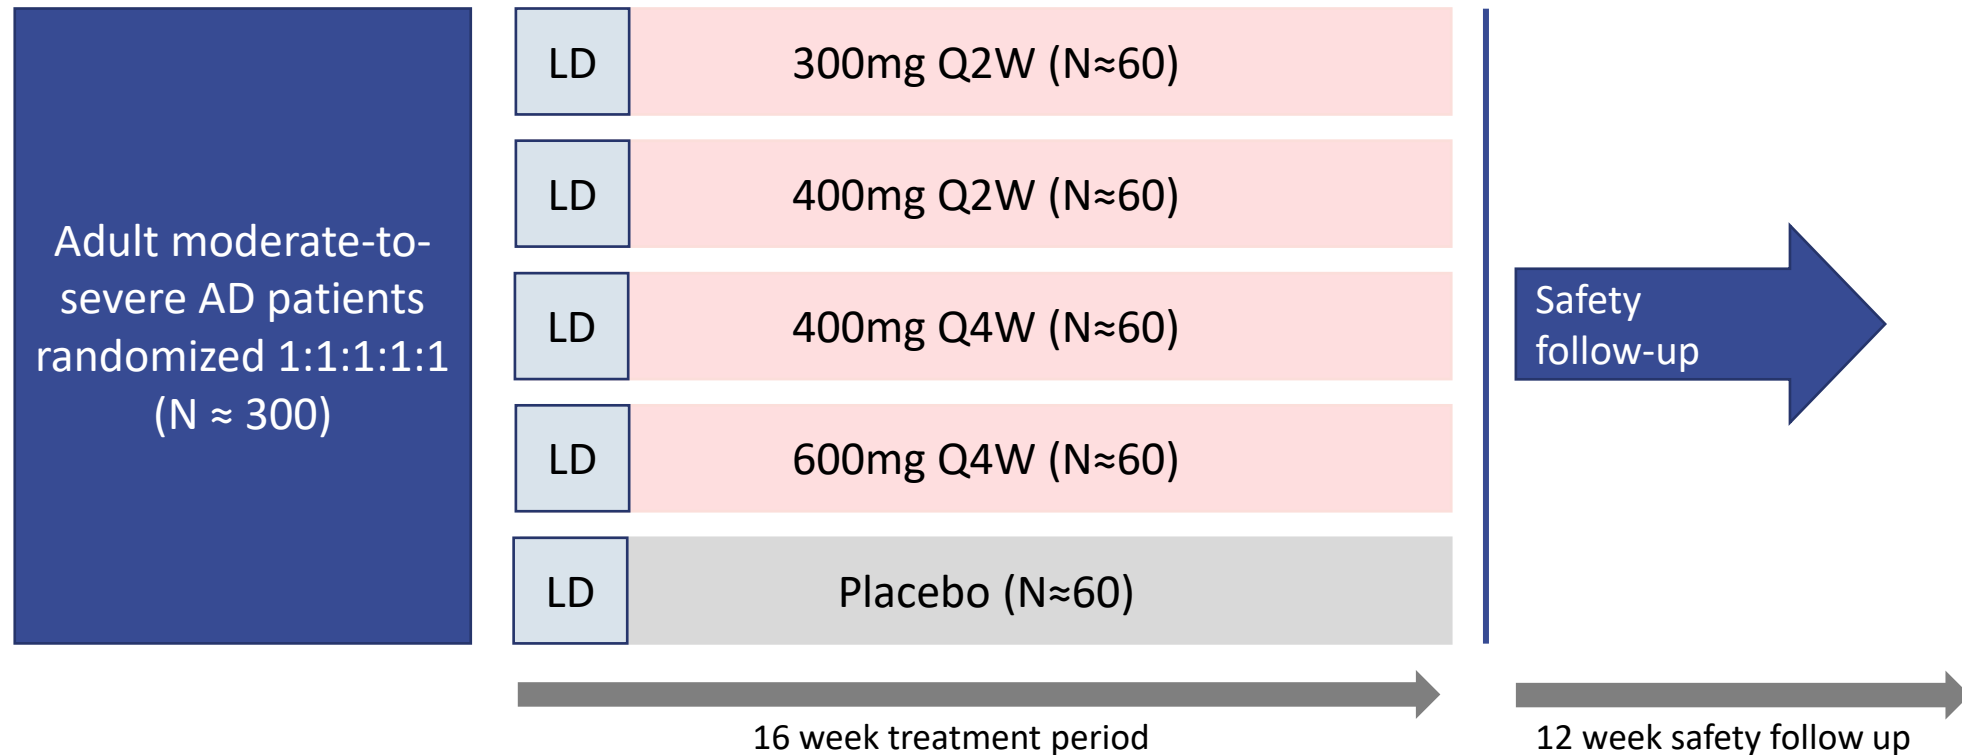 Adult moderate-to-
severe AD patients
randomized 1:1:1:1:1
(N ≈ 300)
LD
300mg Q2W (N≈60)
LD
400mg Q2W (N≈60)
LD
400mg Q4W (N≈60)
LD
600mg Q4W (N≈60)
LD
Placebo (N≈60)
Safety
follow-up
16 week treatment period
12 week safety follow up